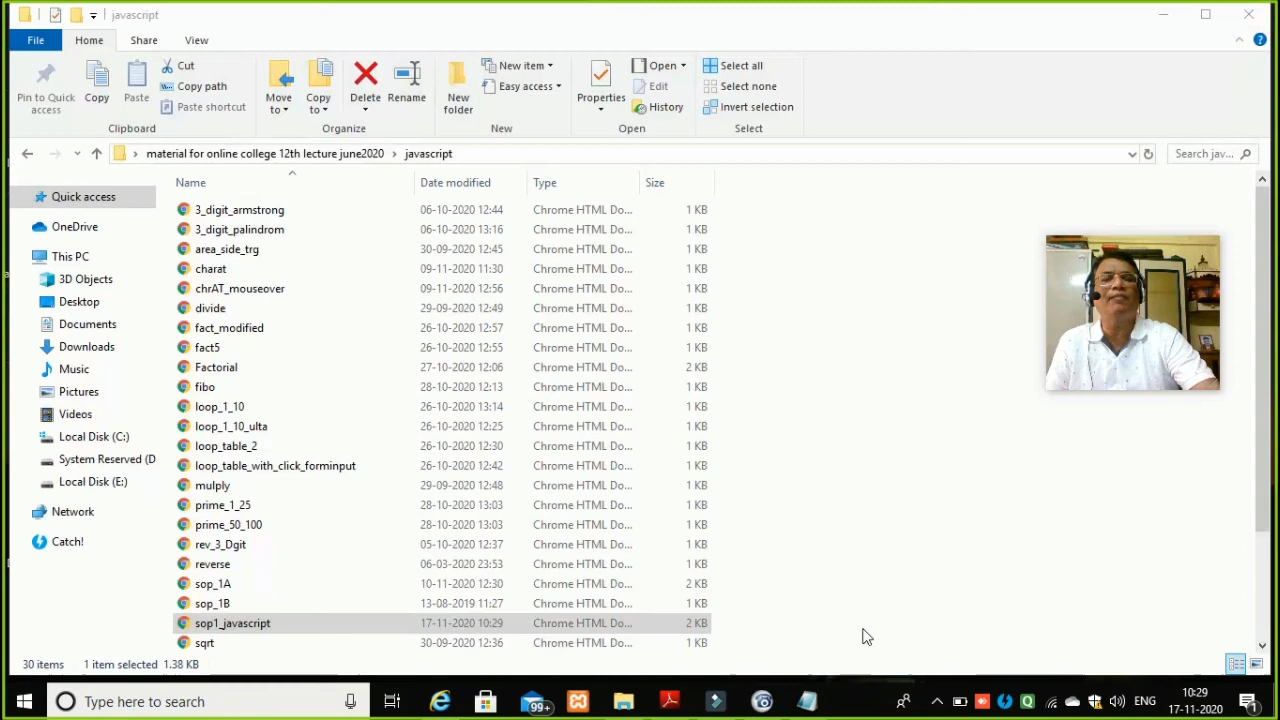 javascript
File Home Share View
Pin to Quick access
Copy
Paste
Cut
Copy path
Paste shortcut
Clipboard
Move to
Copy to
Delete
Rename
Organize
New folder
New item
Easy access
New
Properties
Open
Edit
History
Open
Select all
Select none
Invert selection
Select
material for online college 12th lecture june2020 javascript
Search jav...
Quick access
OneDrive
This PC
3D Objects
Desktop
Documents
Downloads
Music
Pictures
Videos
Local Disk (C:)
System Reserved (D
Local Disk (E:)
Network
Catch!
Name Date modified Type Size
3_digit_armstrong 06-10-2020 12:44 Chrome HTML Do... 1 KB
3_digit_palindrom 06-10-2020 13:16 Chrome HTML Do... 1 KB
area_side_trg 30-09-2020 12:45 Chrome HTML Do... 1 KB
charat 09-11-2020 11:30 Chrome HTML Do... 1 KB
chrAT_mouseover 09-11-2020 12:56 Chrome HTML Do... 1 KB
divide 29-09-2020 12:49 Chrome HTML Do... 1 KB
fact_modified 26-10-2020 12:57 Chrome HTML Do... 1 KB
fact5 26-10-2020 12:55 Chrome HTML Do... 1 KB
Factorial 27-10-2020 12:06 Chrome HTML Do... 2 KB
fibo 28-10-2020 12:13 Chrome HTML Do... 1 KB
loop_1_10 26-10-2020 13:14 Chrome HTML Do... 1 KB
loop_1_10_ulta 26-10-2020 12:25 Chrome HTML Do... 1 KB
loop_table_2 26-10-2020 12:30 Chrome HTML Do... 1 KB
loop_table_with_click_forminput 26-10-2020 12:42 Chrome HTML Do... 1 KB
mulply 29-09-2020 12:48 Chrome HTML Do... 1 KB
prime_1_25 28-10-2020 13:03 Chrome HTML Do... 1 KB
prime_50_100 28-10-2020 13:03 Chrome HTML Do... 1 KB
rev_3_Dgit 05-10-2020 12:37 Chrome HTML Do... 1 KB
reverse 06-03-2020 23:53 Chrome HTML Do... 1 KB
sop_1A 10-11-2020 12:30 Chrome HTML Do... 2 KB
sop_1B 13-08-2019 11:27 Chrome HTML Do... 1 KB
sop1_javascript 17-11-2020 10:29 Chrome HTML Do... 2 KB
sqrt 30-09-2020 12:36 Chrome HTML Do... 1 KB
30 items 1 item selected 1.38 KB
Type here to search
99+
ENG
10:29
17-11-2020
1